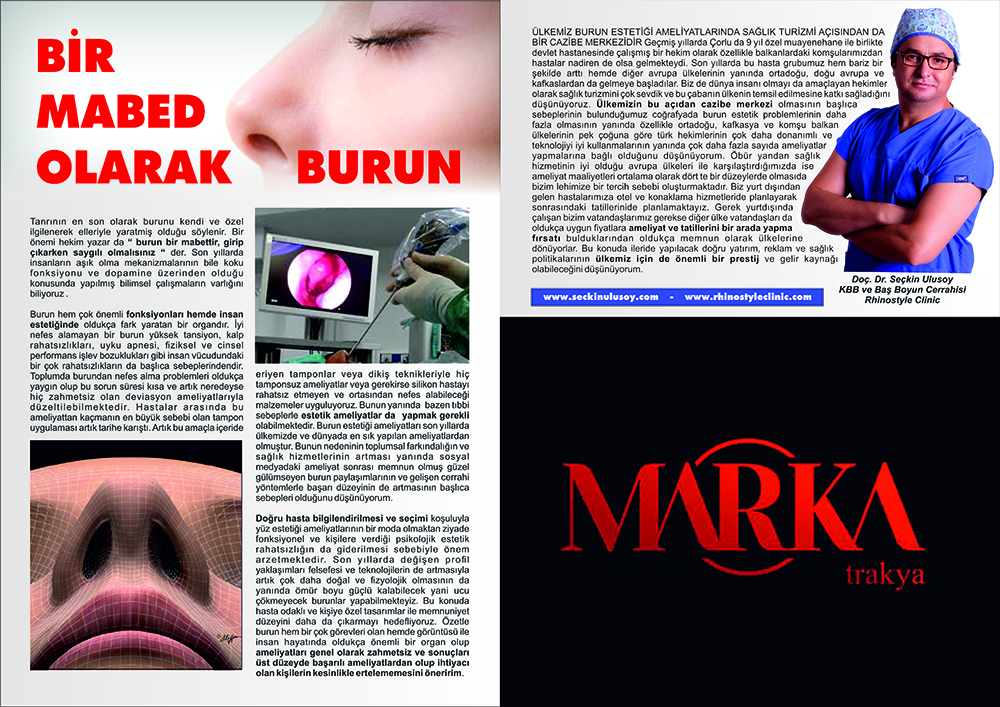 BİR
MABED
OLARAK BURUN
Tanrının en son olarak burunu kendi ve özel
ilgilenerek elleriyle yaratmış olduğu söylenir. Bir
önemi hekim yazar da “ burun bir mabettir, girip
çıkarken saygılı olmalısınız “ der. Son yıllarda
insanların aşık olma mekanizmalarının bile koku
fonksiyonu ve dopamine üzerinden olduğu
konusunda yapılmış bilimsel çalışmaların varlığını
biliyoruz .
Burun hem çok önemli fonksiyonları hemde insan
estetiğinde oldukça fark yaratan bir organdır. İyi
nefes alamayan bir burun yüksek tansiyon, kalp
rahatsızlıkları, uyku apnesi, fiziksel ve cinsel
performans işlev bozuklukları gibi insan vücudundaki
bir çok rahatsızlıkların da başlıca sebeplerindendir.
Toplumda burundan nefes alma problemleri oldukça
yaygın olup bu sorun süresi kısa ve artık neredeyse
hiç zahmetsiz olan deviasyon ameliyatlarıyla
düzeltilebilmektedir. Hastalar arasında bu
ameliyattan kaçmanın en büyük sebebi olan tampon
uygulaması artık tarihe karıştı. Artık bu amaçla içeride
eriyen tamponlar veya dikiş teknikleriyle hiç
tamponsuz ameliyatlar veya gerekirse silikon hastayı
rahatsız etmeyen ve ortasından nefes alabileceği
malzemeler uyguluyoruz. Bunun yanında bazen tıbbi
sebeplerle estetik ameliyatlar da yapmak gerekli
olabilmektedir. Burun estetiği ameliyatları son yıllarda
ülkemizde ve dünyada en sık yapılan ameliyatlardan
olmuştur. Bunun nedeninin toplumsal farkındalığın ve
sağlık hizmetlerinin artması yanında sosyal
medyadaki ameliyat sonrası memnun olmuş güzel
gülümseyen burun paylaşımlarının ve gelişen cerrahi
yöntemlerle başarı düzeyinin de artmasının başlıca
sebepleri olduğunu düşünüyorum.
Doğru hasta bilgilendirilmesi ve seçimi koşuluyla
yüz estetiği ameliyatlarının bir moda olmaktan ziyade
fonksiyonel ve kişilere verdiği psikolojik estetik
rahatsızlığın da giderilmesi sebebiyle önem
arzetmektedir. Son yıllarda değişen profil
yaklaşımları felsefesi ve teknolojilerin de artmasıyla
artık çok daha doğal ve fizyolojik olmasının da
yanında ömür boyu güçlü kalabilecek yani ucu
çökmeyecek burunlar yapabilmekteyiz. Bu konuda
hasta odaklı ve kişiye özel tasarımlar ile memnuniyet
düzeyini daha da çıkarmayı hedefliyoruz. Özetle
burun hem bir çok görevleri olan hemde görüntüsü ile
insan hayatında oldukça önemli bir organ olup
ameliyatları genel olarak zahmetsiz ve sonuçları
üst düzeyde başarılı ameliyatlardan olup ihtiyacı
olan kişilerin kesinlikle ertelememesini öneririm.
ÜLKEMİZ BURUN ESTETİĞİ AMELİYATLARINDA SAĞLIK TURİZMİ AÇISINDAN DA
BİR CAZİBE MERKEZİDİR Geçmiş yıllarda Çorlu da 9 yıl özel muayenehane ile birlikte
devlet hastanesinde çalışmış bir hekim olarak özellikle balkanlardaki komşularımızdan
hastalar nadiren de olsa gelmekteydi. Son yıllarda bu hasta grubumuz hem bariz bir
şekilde arttı hemde diğer avrupa ülkelerinin yanında ortadoğu, doğu avrupa ve
kafkaslardan da gelmeye başladılar. Biz de dünya insanı olmayı da amaçlayan hekimler
olarak sağlık turizmini çok sevdik ve bu çabanın ülkenin temsil edilmesine katkı sağladığını
düşünüyoruz. Ülkemizin bu açıdan cazibe merkezi olmasının başlıca
sebeplerinin bulunduğumuz coğrafyada burun estetik problemlerinin daha
fazla olmasının yanında özellikle ortadoğu, kafkasya ve komşu balkan
ülkelerinin pek çoğuna göre türk hekimlerinin çok daha donanımlı ve
teknolojiyi iyi kullanmalarının yanında çok daha fazla sayıda ameliyatlar
yapmalarına bağlı olduğunu düşünüyorum. Öbür yandan sağlık
hizmetinin iyi olduğu avrupa ülkeleri ile karşılaştırdığımızda ise
ameliyat maliyetleri ortalama olarak dört te bir düzeylerde olmasıda
bizim lehimize bir tercih sebebi oluşturmaktadır. Biz yurt dışından
gelen hastalarımıza otel ve konaklama hizmetleride planlayarak
sonrasındaki tatillerinide planlamaktayız. Gerek yurtdışında
çalışan bizim vatandaşlarımız gerekse diğer ülke vatandaşları da
oldukça uygun fiyatlara ameliyat ve tatillerini bir arada yapma
fırsatı bulduklarından oldukça memnun olarak ülkelerine
dönüyorlar. Bu konuda ileride yapılacak doğru yatırım, reklam ve sağlık
politikalarının ülkemiz için de önemli bir prestij ve gelir kaynağı
olabileceğini düşünüyorum.
www.seckinulusoy.com - www.rhinostyleclinic.com
Doç. Dr. Seçkin Ulusoy
KBB ve Baş Boyun Cerrahisi
Rhinostyle Clinic
MARKA
trakya